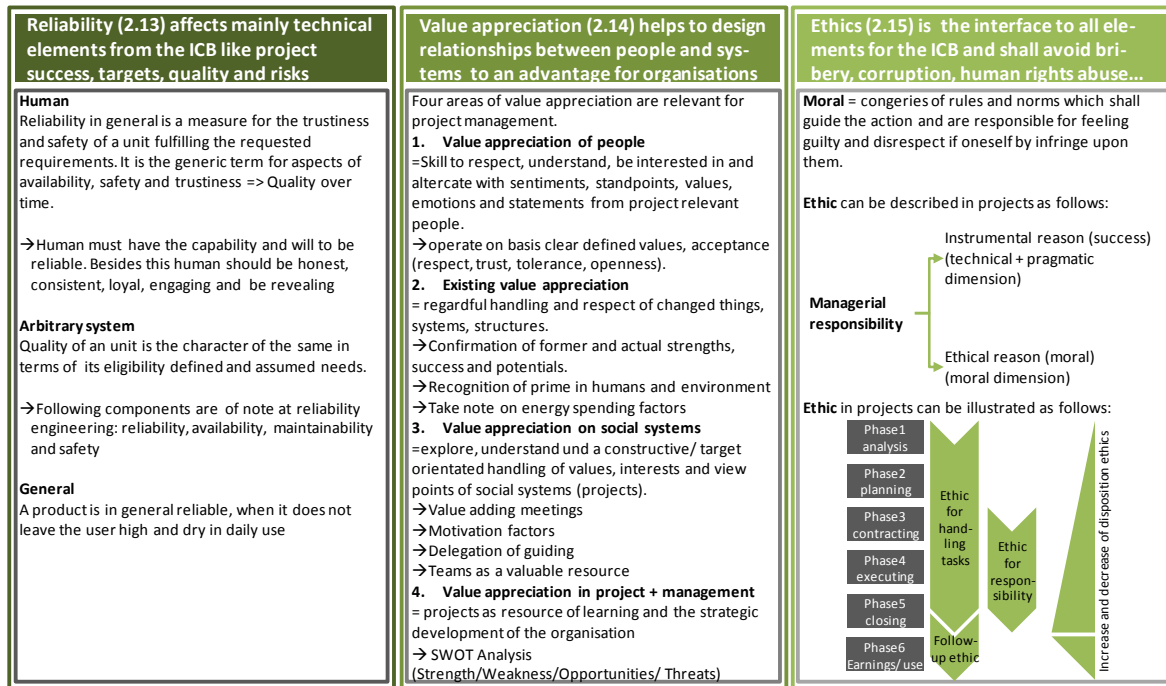 Reliability (2.13) affects mainly technical
elements from the ICB like project
success, targets, quality and risks
Human
Reliability in general is a measure for the trustiness
and safety of a unit fulfilling the requested
requirements. It is the generic term for aspects of
availability, safety and trustiness => Quality over
time.
→Human must have the capability and will to be
reliable. Besides this human should be honest,
consistent, loyal, engaging and be revealing
Arbitrary system
Quality of an unit is the character of the same in
terms of its eligibility defined and assumed needs.
→Following components are of note at reliability
engineering: reliability, availability, maintainability
and safety
General
A product is in general reliable, when it does not
leave the user high and dry in daily use
Value appreciation (2.14) helps to design
relationships between people and sys-
tems to an advantage for organisations
Four areas of value appreciation are relevant for
project management.
1. Value appreciation of people
=Skill to respect, understand, be interested in and
altercate with sentiments, standpoints, values,
emotions and statements from project relevant
people.
→operate on basis clear defined values, acceptance
(respect, trust, tolerance, openness).
2. Existing value appreciation
= regardful handling and respect of changed things,
systems, structures.
→Confirmation of former and actual strengths,
success and potentials.
→Recognition of prime in humans and environment
→Take note on energy spending factors
3. Value appreciation on social systems
=explore, understand und a constructive/ target
orientated handling of values, interests and view
points of social systems (projects).
→Value adding meetings
→Motivation factors
→Delegation of guiding
→Teams as a valuable resource
4. Value appreciation in project + management
= projects as resource of learning and the strategic
development of the organisation
→ SWOT Analysis
(Strength/Weakness/Opportunities/ Threats)
Ethics (2.15) is the interface to all ele-
ments for the ICB and shall avoid bri-
bery, corruption, human rights abuse...
Moral = congeries of rules and norms which shall
guide the action and are responsible for feeling
guilty and disrespect if oneself by infringe upon
them.
Ethic can be described in projects as follows:
Instrumental reason (success)
(technical + pragmatic
dimension)
Managerial
responsibility
Ethical reason (moral)
(moral dimension)
Ethic in projects can be illustrated as follows:
Phase1
analysis
Phase2
planning
Phase3
contracting
Phase4
executing
Phase5
closing
Phase6
Earnings/ use
Ethic
for
hand-
ling
tasks
Follow-
up ethic
Ethic
for
respon-
sibility
Increase and decrease of disposition ethics